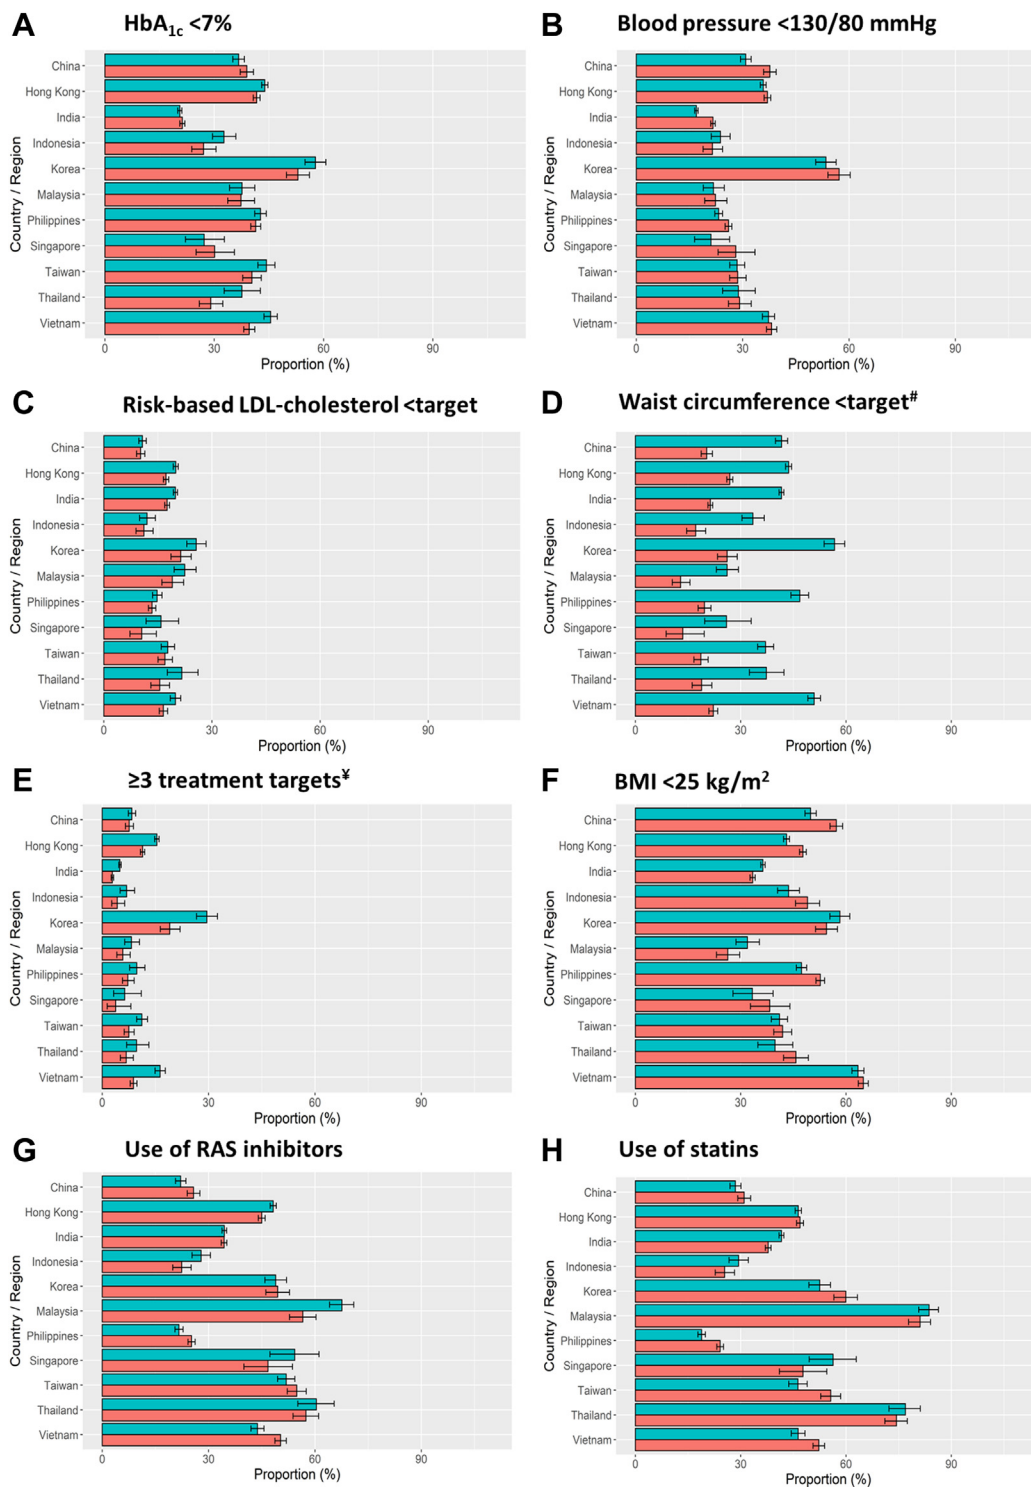 A HbA1c <7%
Country / Region
China
Hong Kong
India
Indonesia
Korea
Malaysia
Philippines
Singapore
Taiwan
Thailand
Vietnam
0 30 60 90
Proportion (%)
B Blood pressure <130/80 mmHg
Country / Region
China
Hong Kong
India
Indonesia
Korea
Malaysia
Philippines
Singapore
Taiwan
Thailand
Vietnam
0 30 60 90
Proportion (%)
C Risk-based LDL-cholesterol <target
Country / Region
China
Hong Kong
India
Indonesia
Korea
Malaysia
Philippines
Singapore
Taiwan
Thailand
Vietnam
0 30 60 90
Proportion (%)
D Waist circumference <target#
Country / Region
China
Hong Kong
India
Indonesia
Korea
Malaysia
Philippines
Singapore
Taiwan
Thailand
Vietnam
0 30 60 90
Proportion (%)
E ≥3 treatment targets¥
Country / Region
China
Hong Kong
India
Indonesia
Korea
Malaysia
Philippines
Singapore
Taiwan
Thailand
Vietnam
0 30 60 90
Proportion (%)
F BMI <25 kg/m²
Country / Region
China
Hong Kong
India
Indonesia
Korea
Malaysia
Philippines
Singapore
Taiwan
Thailand
Vietnam
0 30 60 90
Proportion (%)
G Use of RAS inhibitors
Country / Region
China
Hong Kong
India
Indonesia
Korea
Malaysia
Philippines
Singapore
Taiwan
Thailand
Vietnam
0 30 60 90
Proportion (%)
H Use of statins
Country / Region
China
Hong Kong
India
Indonesia
Korea
Malaysia
Philippines
Singapore
Taiwan
Thailand
Vietnam
0 30 60 90
Proportion (%)